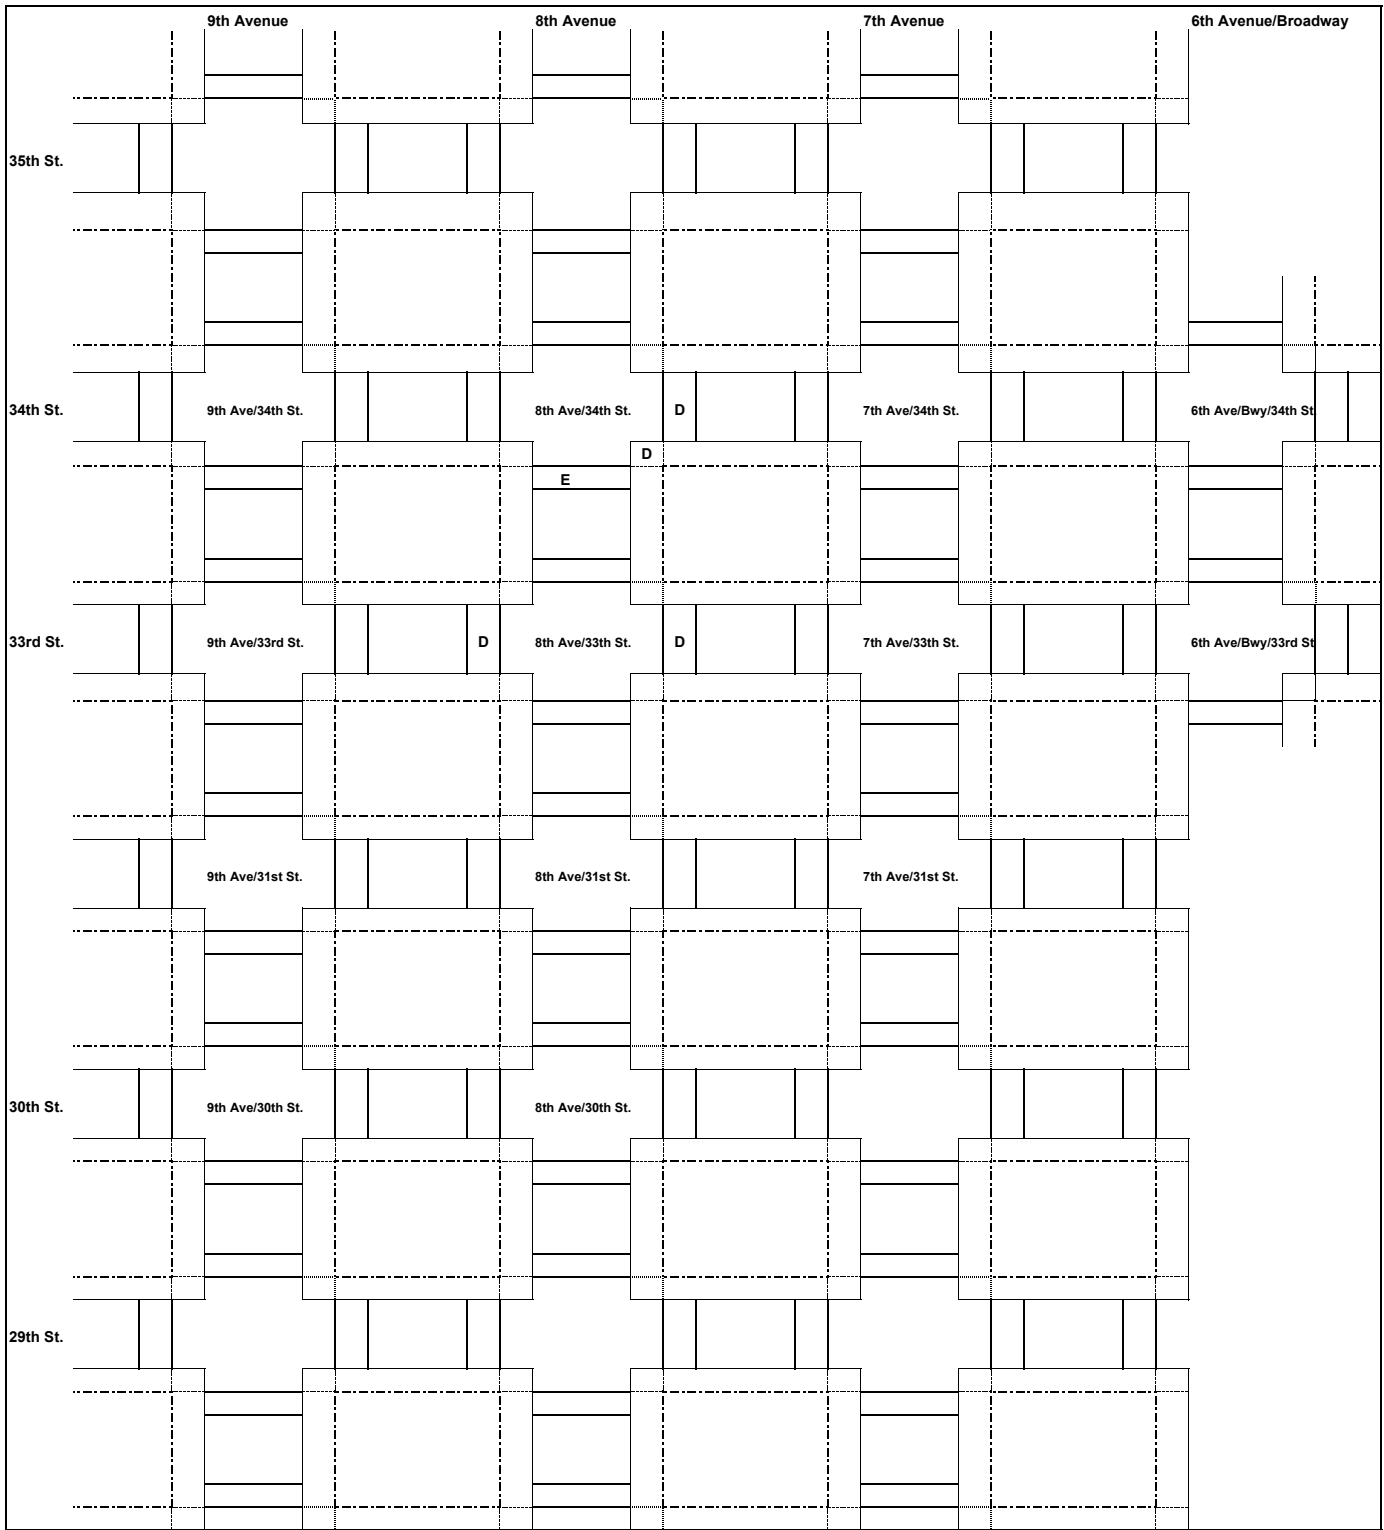 9th Avenue 8th Avenue 7th Avenue 6th Avenue/Broadway
35th St.
34th St. 9th Ave/34th St. 8th Ave/34th St. D 7th Ave/34th St. 6th Ave/Bwy/34th St.
D
E
33rd St. 9th Ave/33rd St. D 8th Ave/33th St. D 7th Ave/33th St. 6th Ave/Bwy/33rd St
9th Ave/31st St. 8th Ave/31st St. 7th Ave/31st St.
30th St. 9th Ave/30th St. 8th Ave/30th St.
29th St.